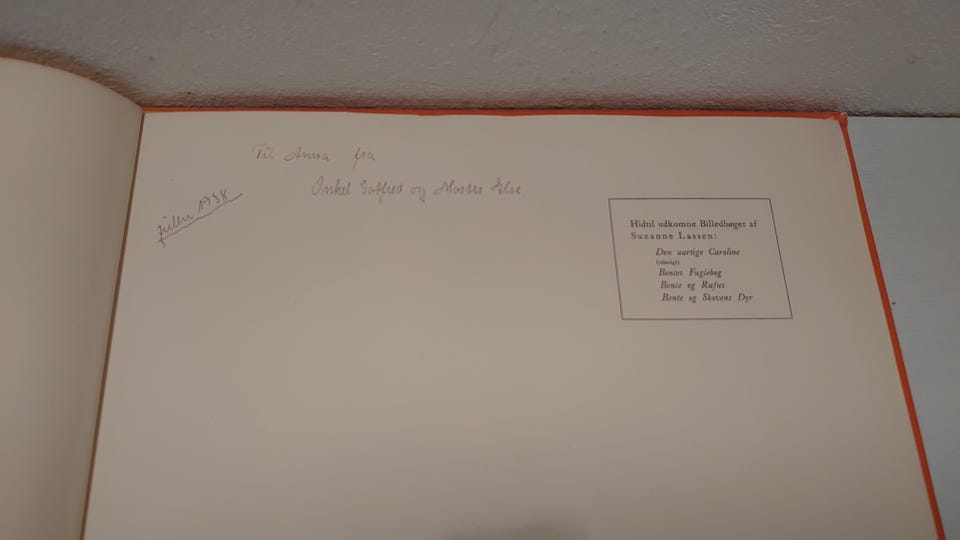 Til Anna fra
Onkel Gotfred og Moster Else.
Julen 1938
Hidtil udkomne Billedbøger af
Suzanne Lassen:
Den uartige Caroline
(udsolgt)
Bentes Fuglebog
Bente og Rufus
Bente og Skovens Dyr